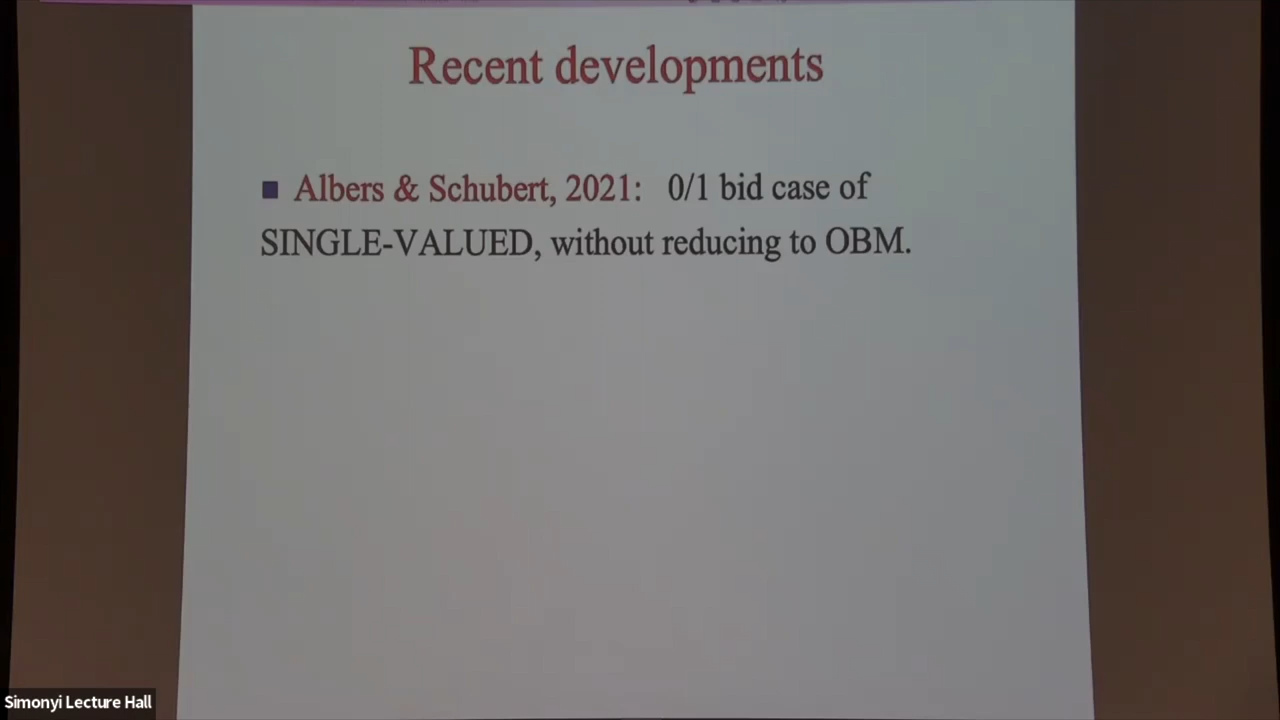 Recent developments
Albers & Schubert, 2021: 0/1 bid case of
SINGLE-VALUED, without reducing to OBM.
Simonyi Lecture Hall